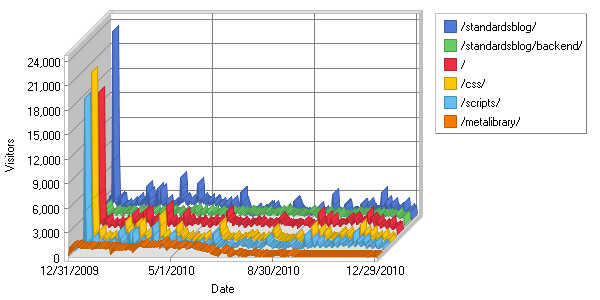 /standardsblog/
/standardsblog/backend/
/
/css/
/scripts/
/metalibrary/
24,000
21,000
18,000
15,000
12,000
9,000
6,000
3,000
0
Visitors
12/31/2009 5/1/2010 8/30/2010 12/29/2010
Date